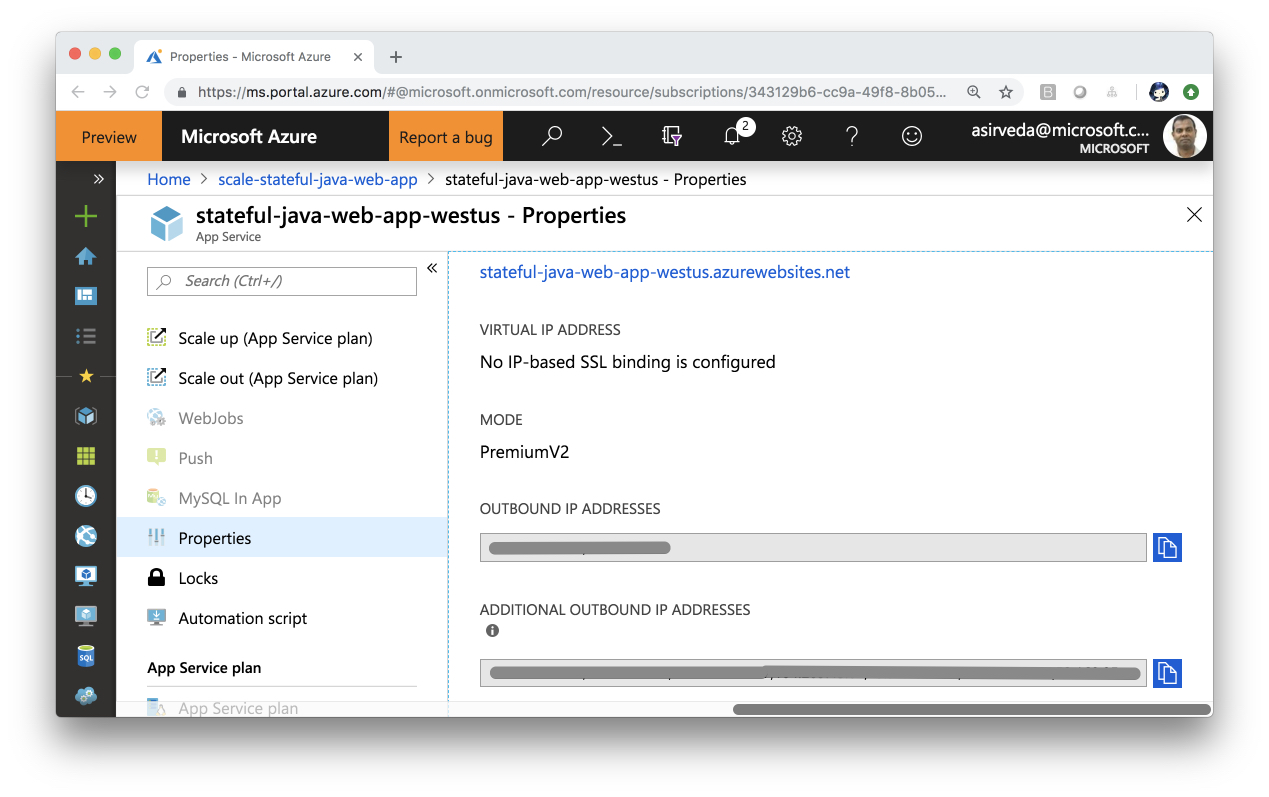 Properties - Microsoft Azure
https://ms.portal.azure.com/#@microsoft.onmicrosoft.com/resource/subscriptions/343129b6-cc9a-49f8-8b05...
Preview
Microsoft Azure
Report a bug
2
asirveda@microsoft.c...
MICROSOFT
Home > scale-stateful-java-web-app > stateful-java-web-app-westus - Properties
stateful-java-web-app-westus - Properties
App Service
Search (Ctrl+/)
Scale up (App Service plan)
Scale out (App Service plan)
WebJobs
Push
MySQL In App
Properties
Locks
Automation script
App Service plan
App Service plan
stateful-java-web-app-westus.azurewebsites.net
VIRTUAL IP ADDRESS
No IP-based SSL binding is configured
MODE
PremiumV2
OUTBOUND IP ADDRESSES
ADDITIONAL OUTBOUND IP ADDRESSES
SQL